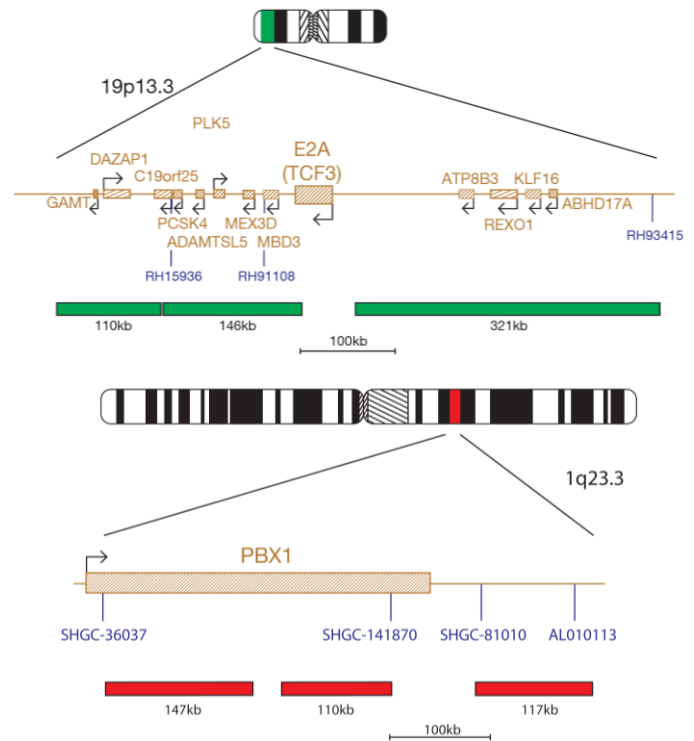 19p13.3
PLK5
DAZAP1
E2A
(TCF3)
C19orf25
ATP8B3 KLF16
GAMT
ABHD17A
PCSK4
MEX3D
REXO1
ADAMTSL5 MBD3
RH93415
RH15936
RH91108
110kb
146kb
321kb
100kb
1q23.3
PBX1
SHGC-36037
SHGC-141870
SHGC-81010
AL010113
147kb
110kb
117kb
100kb